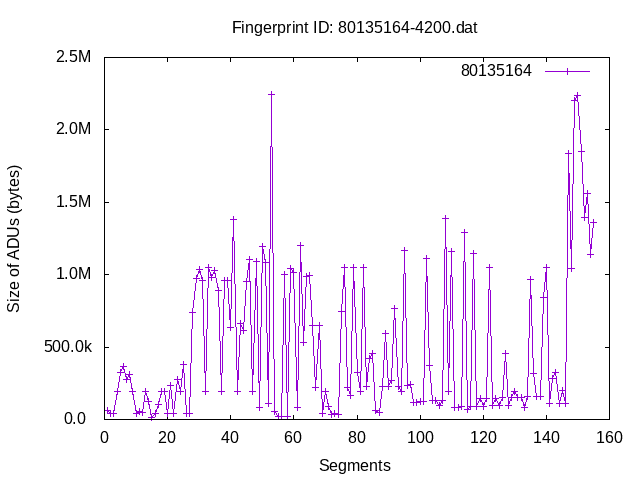 Fingerprint ID: 80135164-4200.dat
2.5M
80135164
2.0M
1.5M
1.0M
500.0k
0.0
Size of ADUs (bytes)
0 20 40 60 80 100 120 140 160
Segments